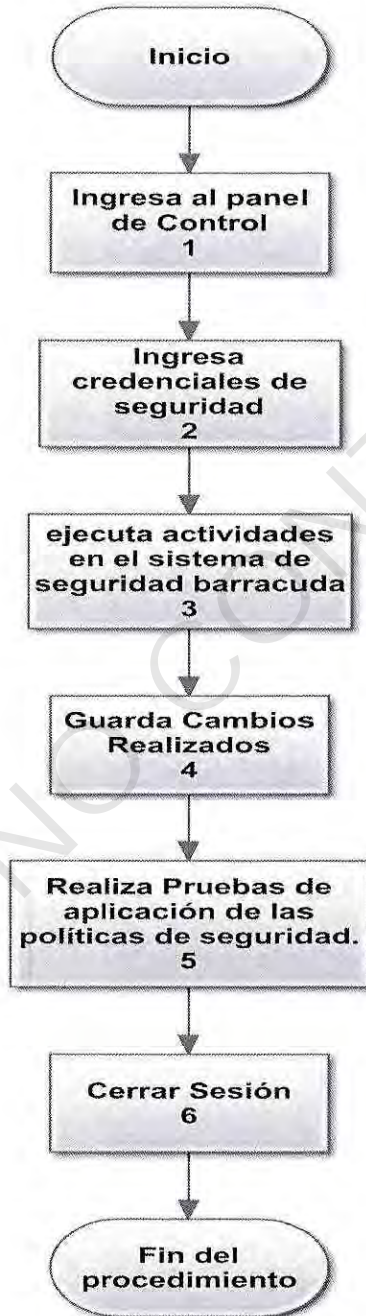 Inicio
Ingresa al panel
de Control
1
Ingresa
credenciales de
seguridad
2
ejecuta actividades
en el sistema de
seguridad barracuda
3
Guarda Cambios
Realizados
4
Realiza Pruebas de
aplicación de las
políticas de seguridad.
5
Cerrar Sesión
6
Fin del
procedimiento